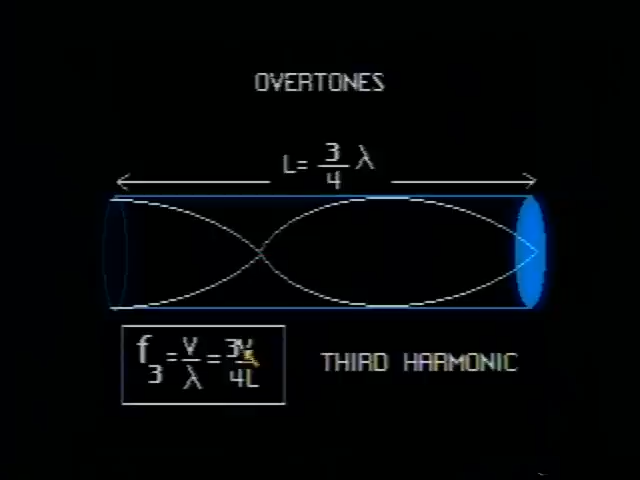 OVERTONES
L= 3/4 λ
f₃ = V/λ = 3V/4L
THIRD HARMONIC